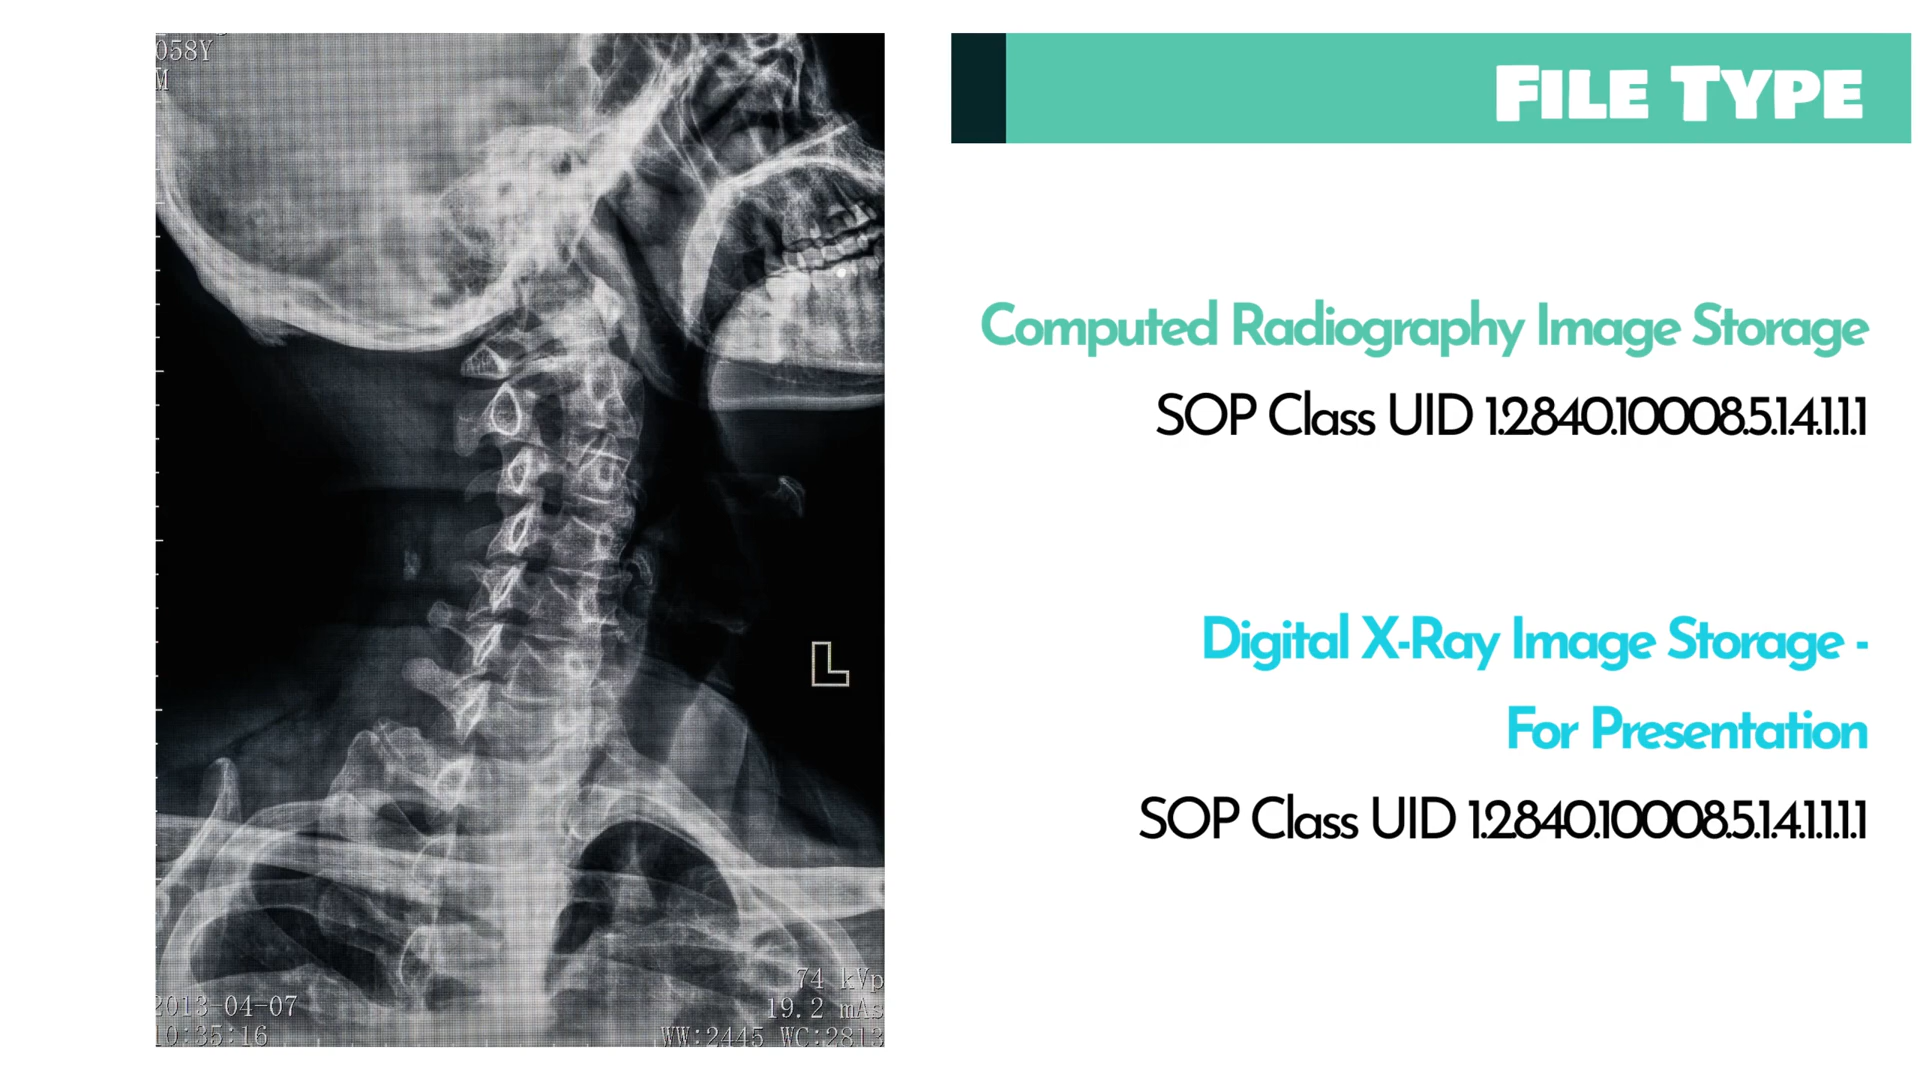 058Y
M
L
2013-04-07
10:35:16
74 kVp
19.2 mAs
WW:2445 WC:2813
FILE TYPE
Computed Radiography Image Storage
SOP Class UID 1.2.840.10008.5.1.4.1.1.1
Digital X-Ray Image Storage -
For Presentation
SOP Class UID 1.2.840.10008.5.1.4.1.1.1.1